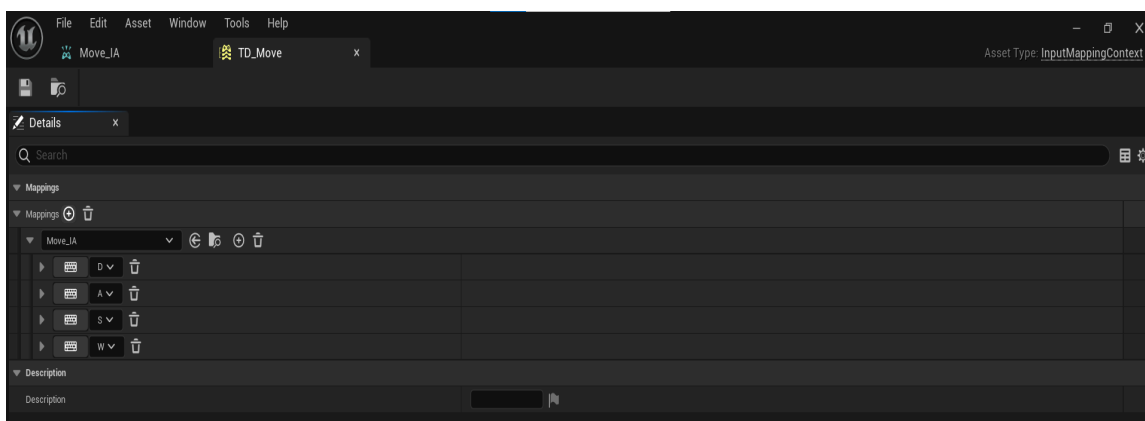 File Edit Asset Window Tools Help
Move_IA TD_Move
Asset Type: InputMappingContext
Details
Search
Mappings
Mappings
Move_IA
D
A
S
W
Description
Description